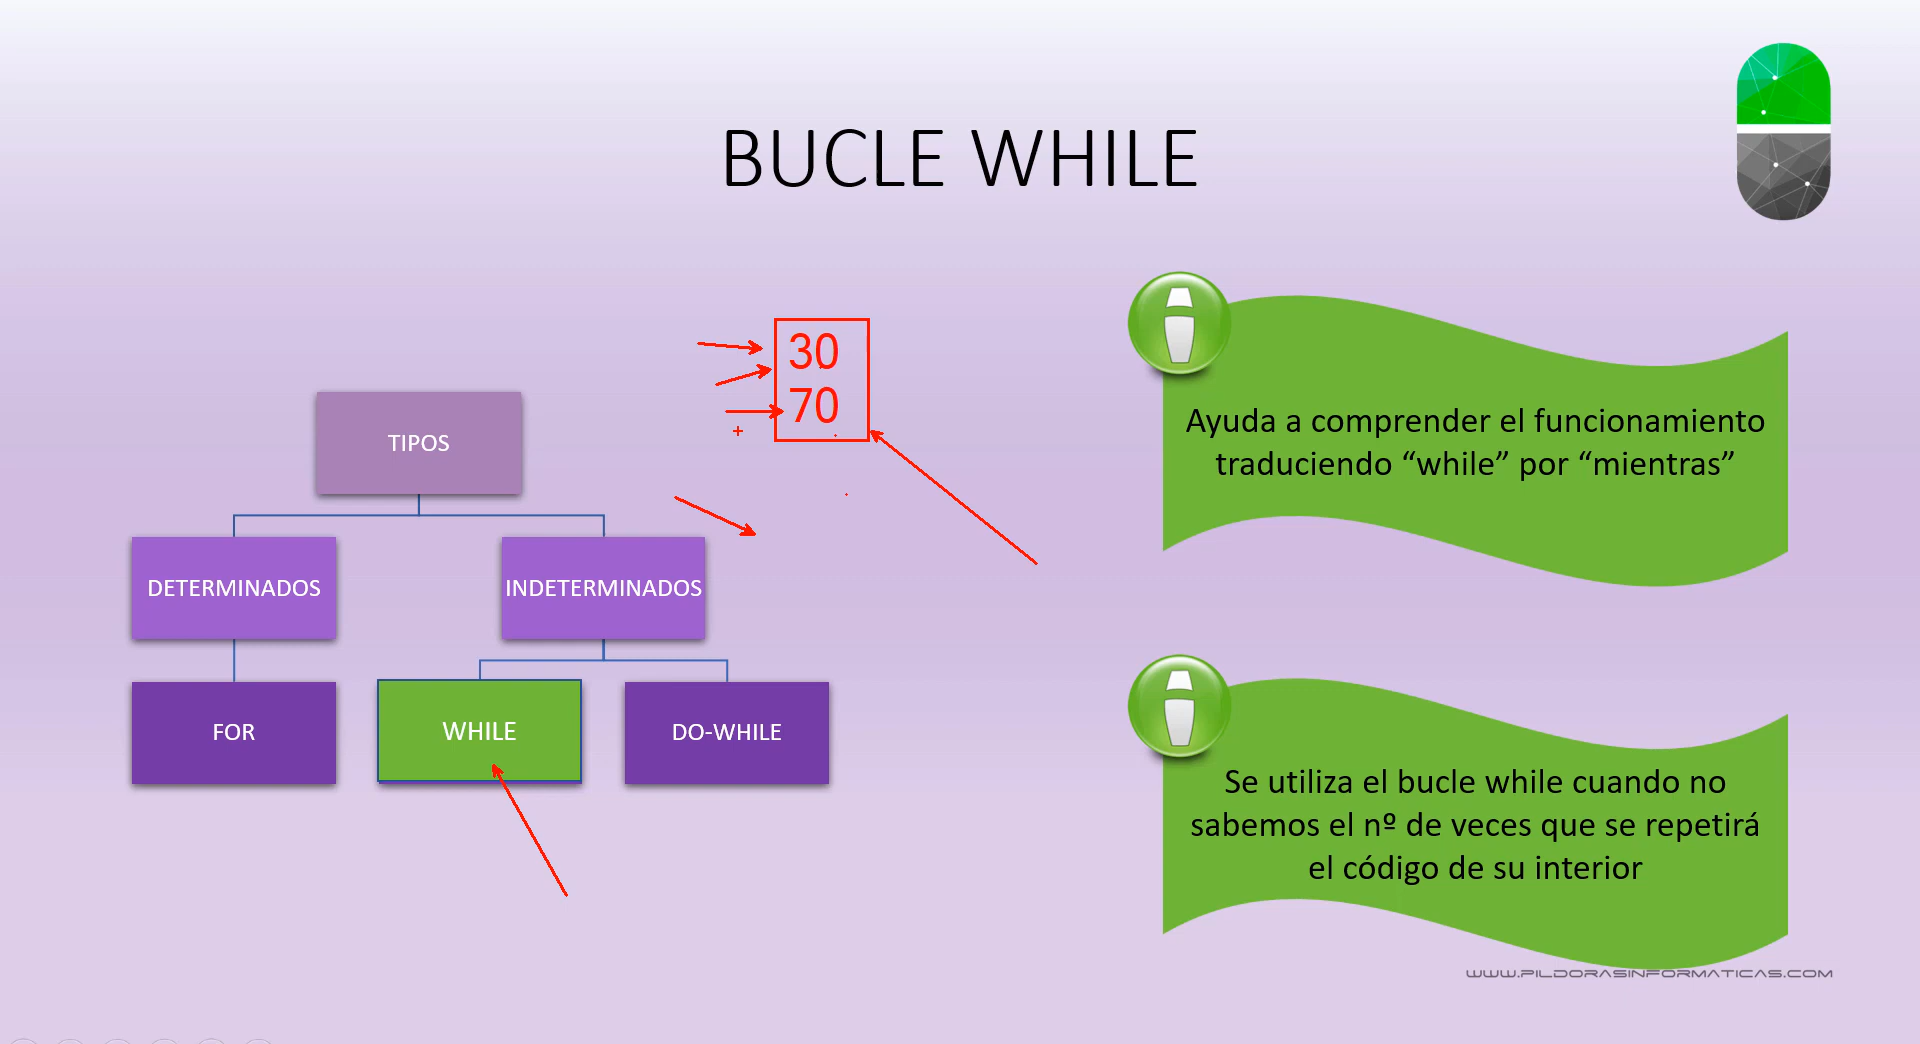 BUCLE WHILE
30
70
TIPOS
DETERMINADOS
INDETERMINADOS
FOR
WHILE
DO-WHILE
Ayuda a comprender el funcionamiento
traduciendo “while” por “mientras”
Se utiliza el bucle while cuando no
sabemos el nº de veces que se repetirá
el código de su interior
WWW.PILDORASINFORMATICAS.COM